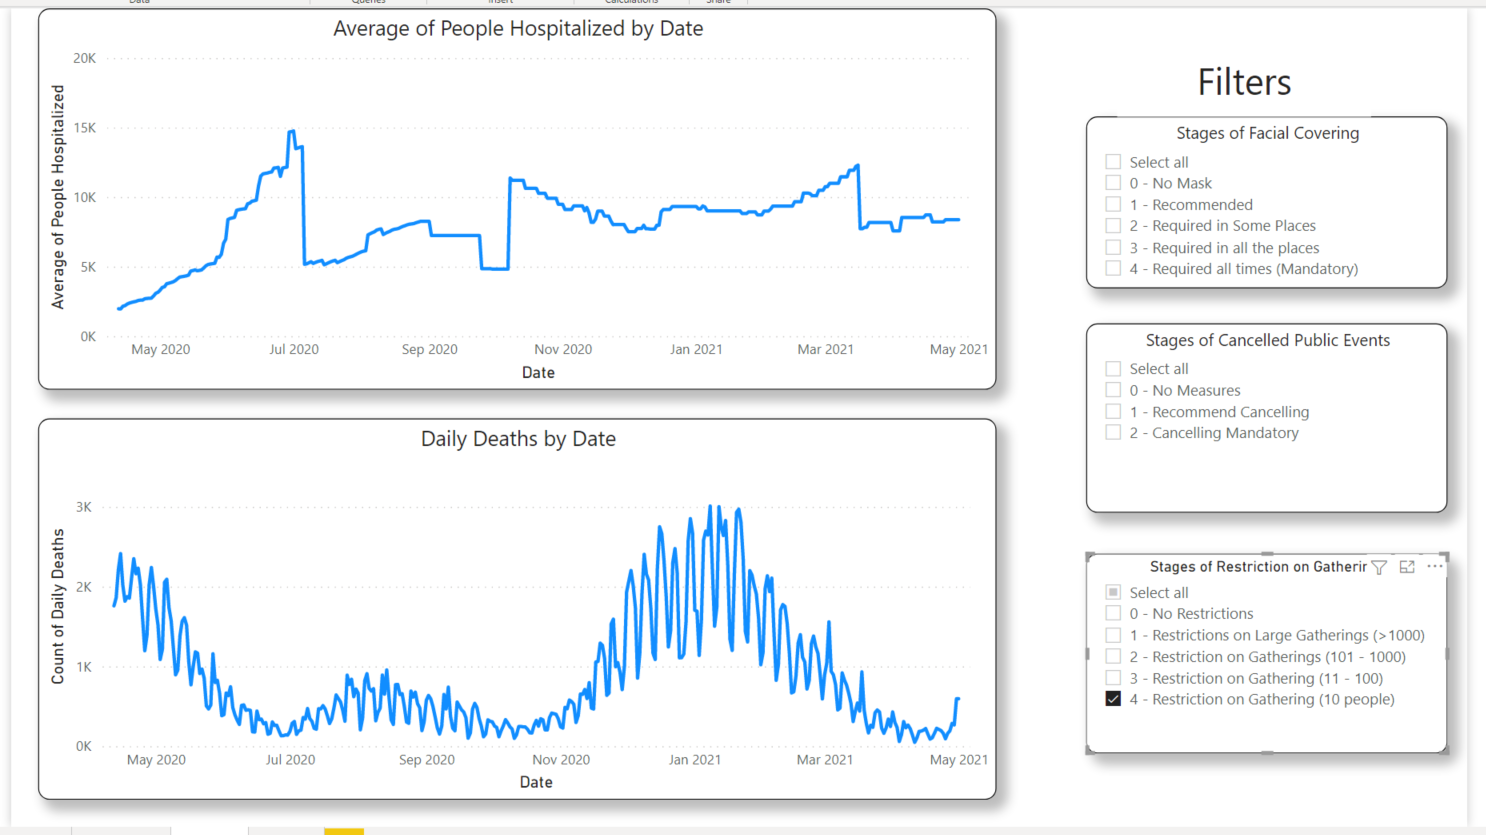 Data Queries Insert Calculations Share
Average of People Hospitalized by Date
Average of People Hospitalized
20K
15K
10K
5K
0K
May 2020 Jul 2020 Sep 2020 Nov 2020 Jan 2021 Mar 2021 May 2021
Date
Daily Deaths by Date
Count of Daily Deaths
3K
2K
1K
0K
May 2020 Jul 2020 Sep 2020 Nov 2020 Jan 2021 Mar 2021 May 2021
Date
Filters
Stages of Facial Covering
Select all
0 - No Mask
1 - Recommended
2 - Required in Some Places
3 - Required in all the places
4 - Required all times (Mandatory)
Stages of Cancelled Public Events
Select all
0 - No Measures
1 - Recommend Cancelling
2 - Cancelling Mandatory
Stages of Restriction on Gatherir
Select all
0 - No Restrictions
1 - Restrictions on Large Gatherings (>1000)
2 - Restriction on Gatherings (101 - 1000)
3 - Restriction on Gathering (11 - 100)
4 - Restriction on Gathering (10 people)